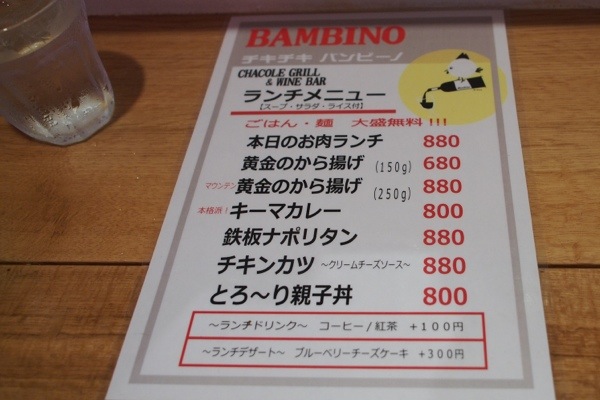 BAMBINO
チキチキ バンビーノ
CHACOLE GRILL
& WINE BAR
ランチメニュー
【スープ・サラダ・ライス付】
ごはん・麺 大盛無料!!!
本日のお肉ランチ 880
黄金のから揚げ (150g) 680
マウンテン 黄金のから揚げ (250g) 880
本格派! キーマカレー 800
鉄板ナポリタン 880
チキンカツ ～クリームチーズソース～ 880
とろ～り親子丼 800
～ランチドリンク～ コーヒー/紅茶 +100円
～ランチデザート～ ブルーベリーチーズケーキ +300円